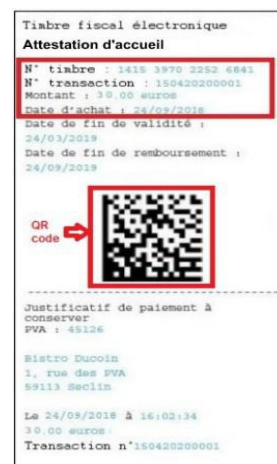 Timbre fiscal électronique
Attestation d'accueil
N° timbre : 1415 3970 2252 6841
N° transaction : 150420200001
Montant : 30.00 euros
Date d'achat : 24/09/2018
Date de fin de validité :
24/03/2019
Date de fin de remboursement :
24/09/2019
QR
code
Justificatif de paiement à
conserver
PVA : 45126
Bistro Ducoin
1, rue des PVA
59113 Seclin
Le 24/09/2018 à 16:02:34
30.00 euros
Transaction n°150420200001